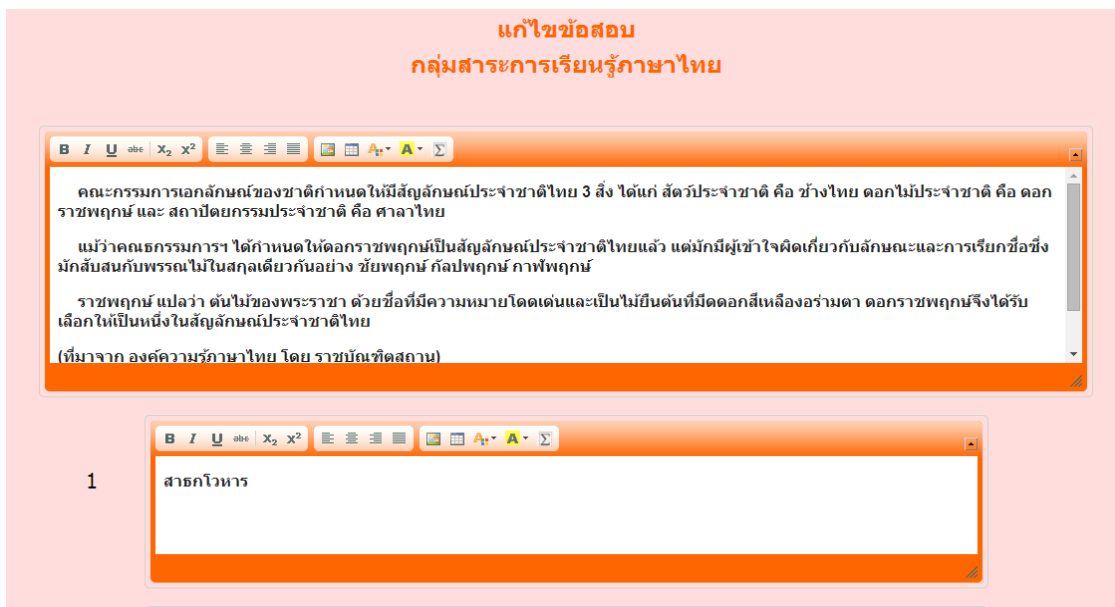 แก้ไขข้อสอบ
กลุ่มสาระการเรียนรู้ภาษาไทย
B I U abc X₂ X² A A Σ
คณะกรรมการเอกลักษณ์ของชาติกำหนดให้มีสัญลักษณ์ประจำชาติไทย 3 สิ่ง ได้แก่ สัตว์ประจำชาติ คือ ช้างไทย ดอกไม้ประจำชาติ คือ ดอก
ราชพฤกษ์ และ สถาปัตยกรรมประจำชาติ คือ ศาลาไทย
แม้ว่าคณธกรรมการฯ ได้กำหนดให้ดอกราชพฤกษ์เป็นสัญลักษณ์ประจำชาติไทยแล้ว แต่มักมีผู้เข้าใจผิดเกี่ยวกับลักษณะและการเรียกชื่อซึ่ง
มักสับสนกับพรรณไม้ในสกุลเดียวกันอย่าง ชัยพฤกษ์ กัลปพฤกษ์ กาฬพฤกษ์
ราชพฤกษ์ แปลว่า ต้นไม้ของพระราชา ด้วยชื่อที่มีความหมายโดดเด่นและเป็นไม้ยืนต้นที่มีดดอกสีเหลืองอร่ามตา ดอกราชพฤกษ์จึงได้รับ
เลือกให้เป็นหนึ่งในสัญลักษณ์ประจำชาติไทย
(ที่มาจาก องค์ความรู้ภาษาไทย โดย ราชบัณฑิตสถาน)
B I U abc X₂ X² A A Σ
1
สาธกโวหาร